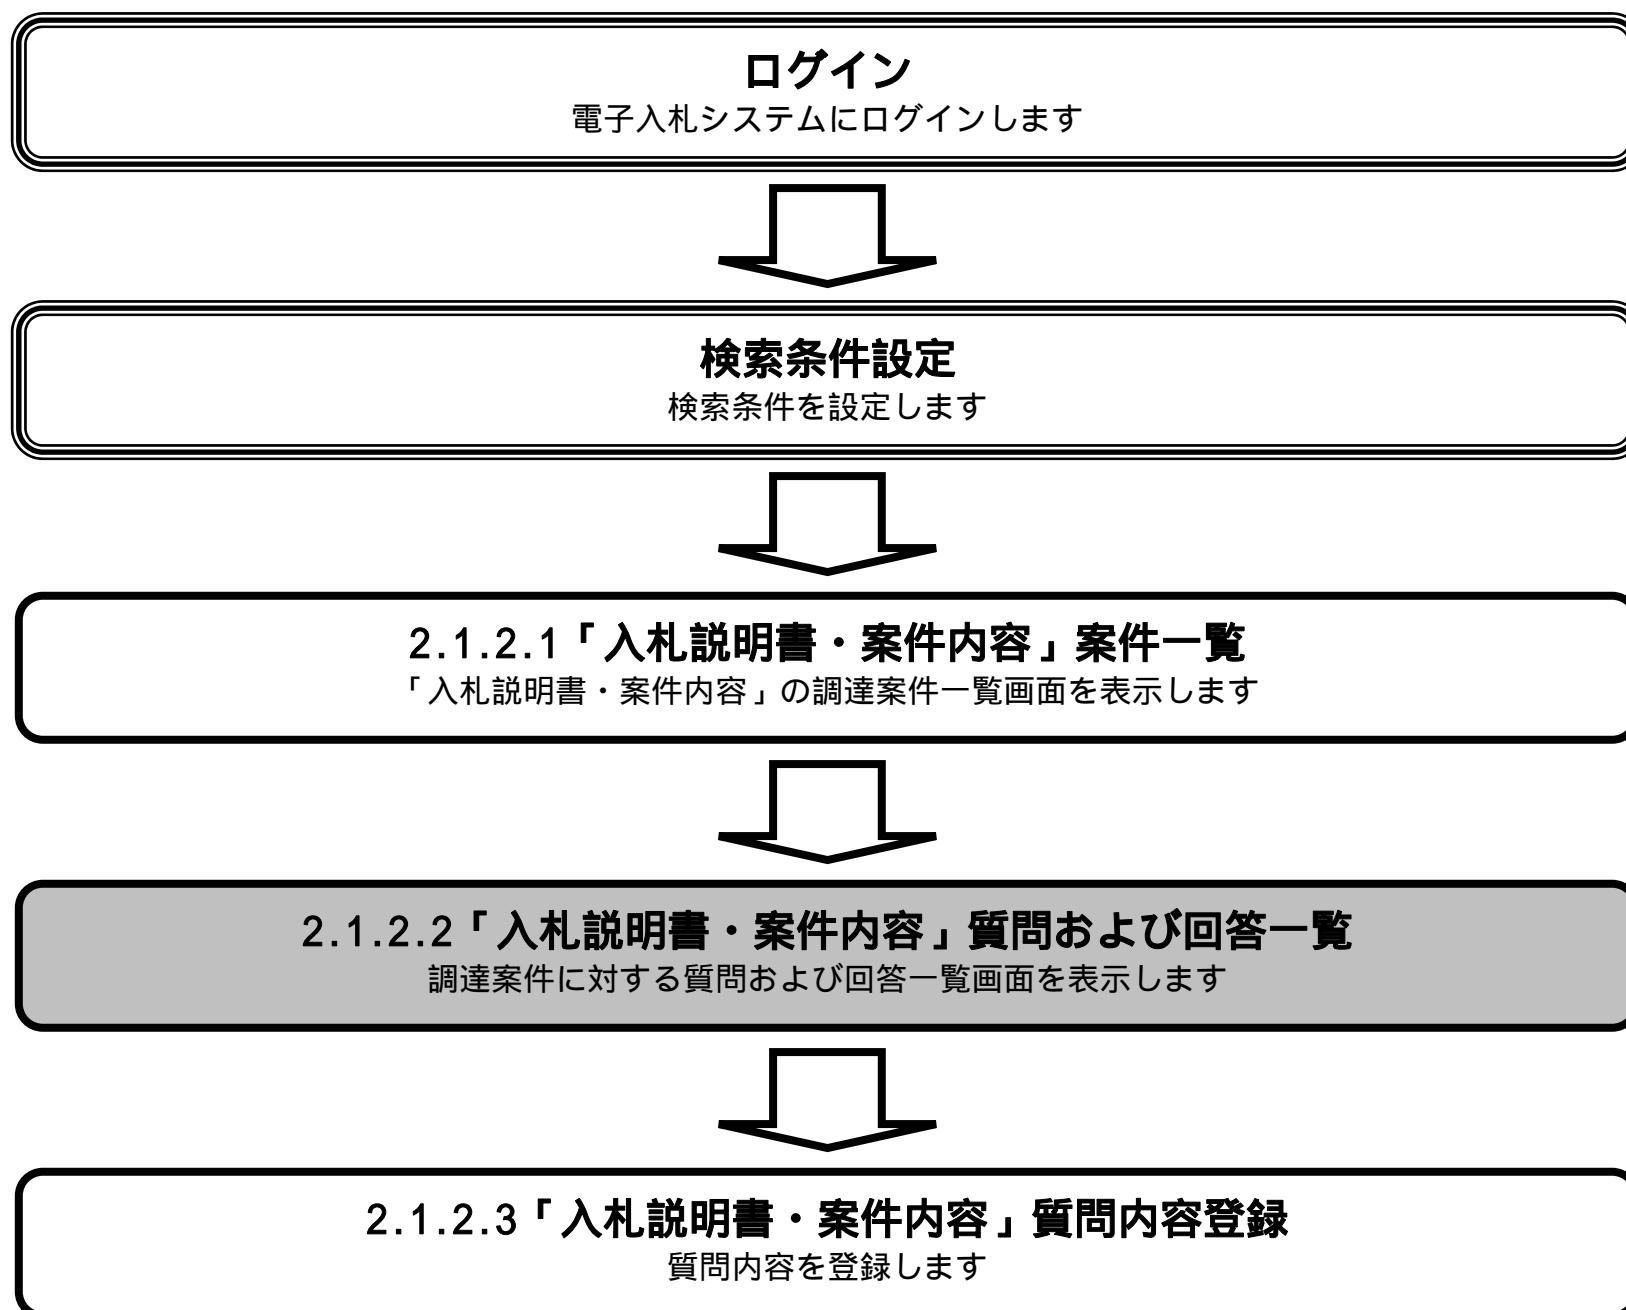 ログイン
電子入札システムにログインします
検索条件設定
検索条件を設定します
2.1.2.1「入札説明書・案件内容」案件一覧
「入札説明書・案件内容」の調達案件一覧画面を表示します
2.1.2.2「入札説明書・案件内容」質問および回答一覧
調達案件に対する質問および回答一覧画面を表示します
2.1.2.3「入札説明書・案件内容」質問内容登録
質問内容を登録します